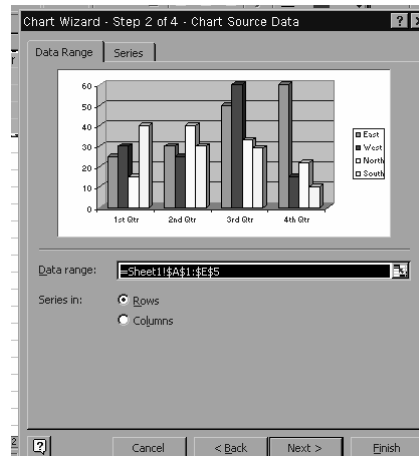 Chart Wizard - Step 2 of 4 - Chart Source Data
Data Range
Series
60
50
40
30
20
10
0
1st Qtr
2nd Qtr
3rd Qtr
4th Qtr
East
West
North
South
Data range:
=Sheet1!$A$1:$E$5
Series in:
Rows
Columns
Cancel
< Back
Next >
Finish